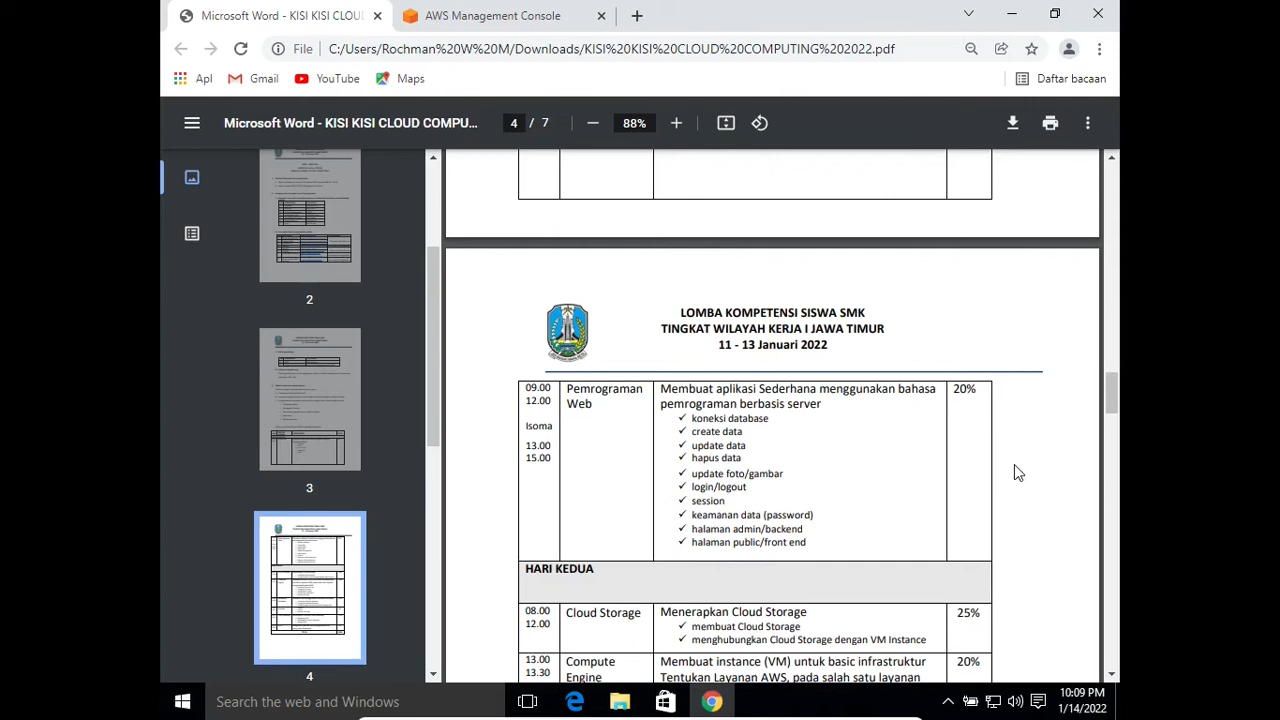 Microsoft Word - KISI KISI CLOUD
AWS Management Console
File
C:/Users/Rochman%20W%20M/Downloads/KISI%20KISI%20CLOUD%20COMPUTING%202022.pdf
Apl
Gmail
YouTube
Maps
Daftar bacaan
Microsoft Word - KISI KISI CLOUD COMPU...
4 / 7
88%
2
3
4
LOMBA KOMPETENSI SISWA SMK
TINGKAT WILAYAH KERJA I JAWA TIMUR
11 - 13 Januari 2022
09.00
12.00
Isoma
13.00
15.00
Pemrograman
Web
Membuat aplikasi Sederhana menggunakan bahasa
pemrograman berbasis server
✓ koneksi database
✓ create data
✓ update data
✓ hapus data
✓ update foto/gambar
✓ login/logout
✓ session
✓ keamanan data (password)
✓ halaman admin/backend
✓ halaman public/front end
20%
HARI KEDUA
08.00
12.00
Cloud Storage
Menerapkan Cloud Storage
✓ membuat Cloud Storage
✓ menghubungkan Cloud Storage dengan VM Instance
25%
13.00
13.30
Compute
Engine
Membuat instance (VM) untuk basic infrastruktur
Tentukan Layanan AWS, pada salah satu layanan
20%
Search the web and Windows
10:09 PM
1/14/2022